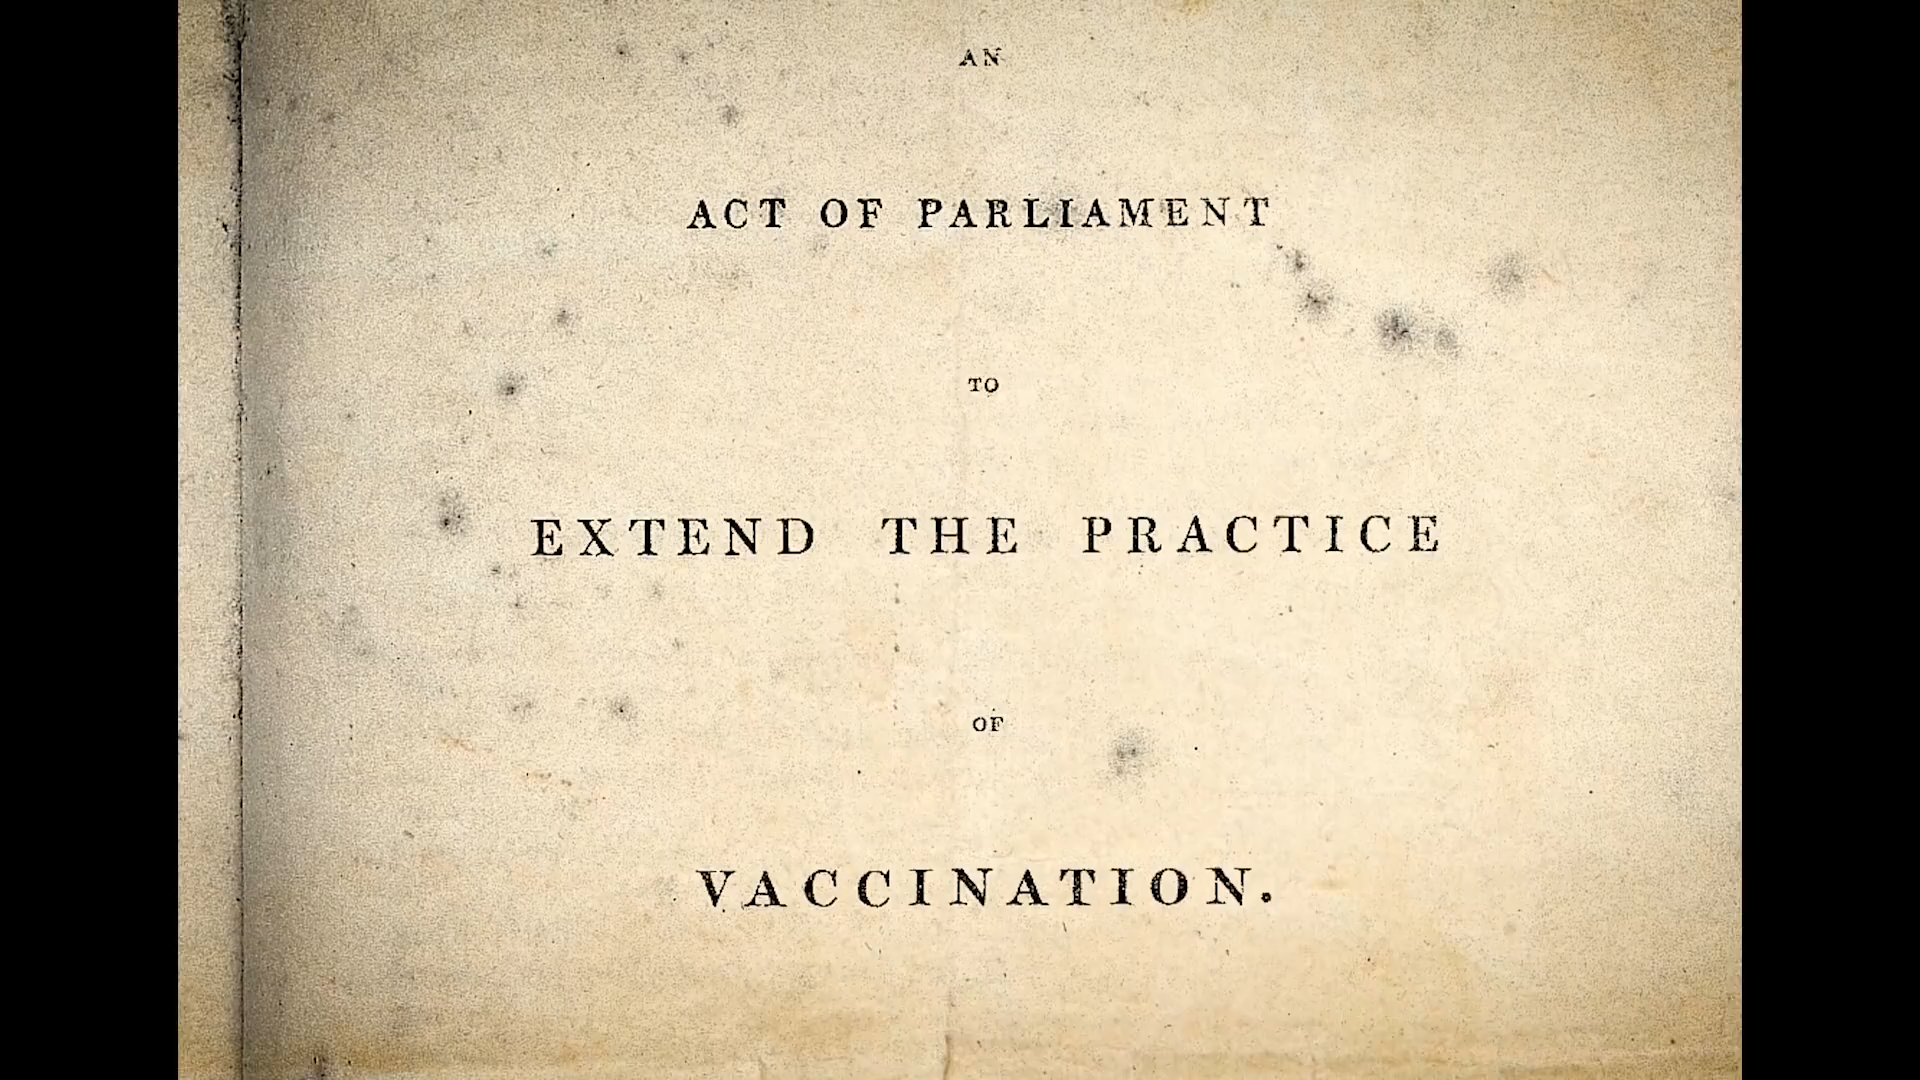 AN
ACT OF PARLIAMENT
TO
EXTEND THE PRACTICE
OF
VACCINATION.